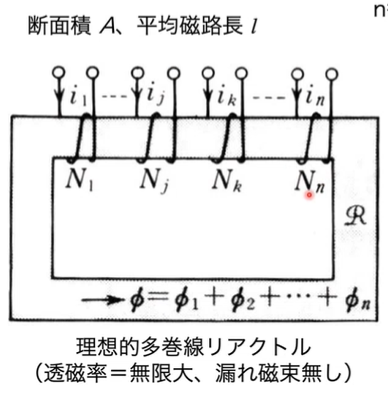 断面積 A、平均磁路長 l
n
i₁ ---- iⱼ iₖ ---- iₙ
N₁ Nⱼ Nₖ Nₙ
ℛ
→ϕ=ϕ₁+ϕ₂+⋯+ϕₙ
理想的多巻線リアクトル
（透磁率＝無限大、漏れ磁束無し）